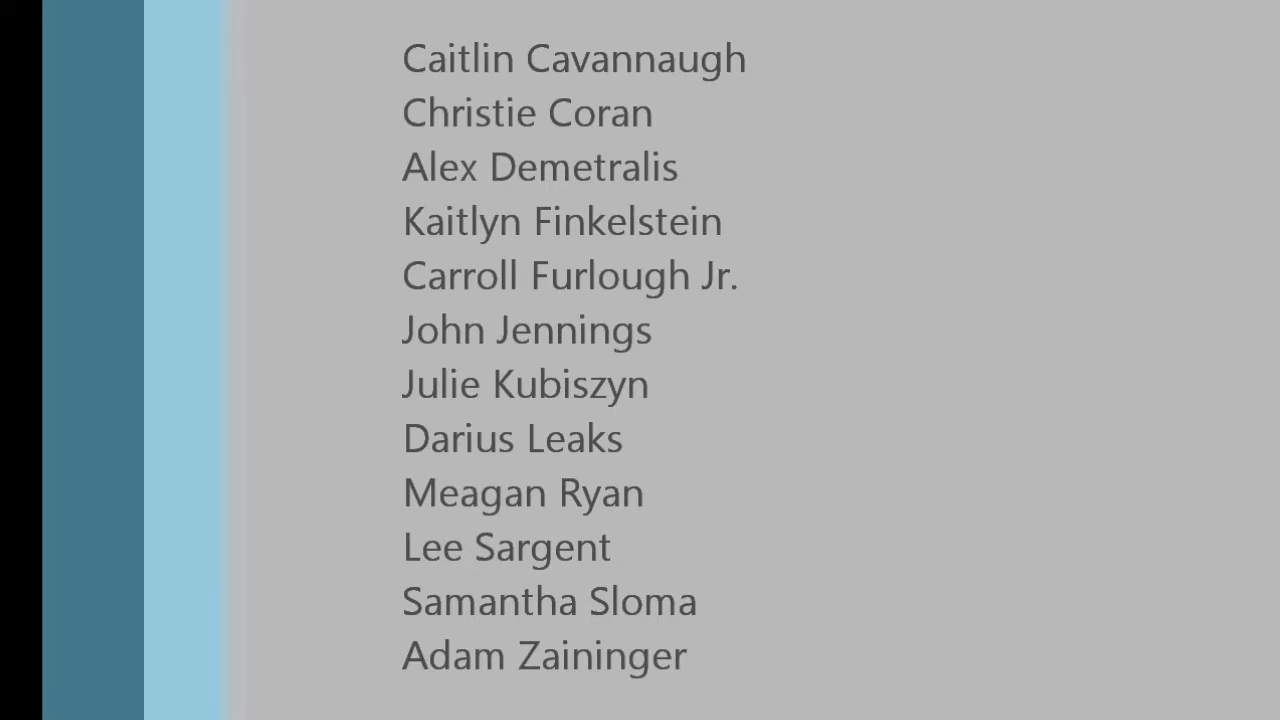 Caitlin Cavannaugh
Christie Coran
Alex Demetralis
Kaitlyn Finkelstein
Carroll Furlough Jr.
John Jennings
Julie Kubiszyn
Darius Leaks
Meagan Ryan
Lee Sargent
Samantha Sloma
Adam Zaininger